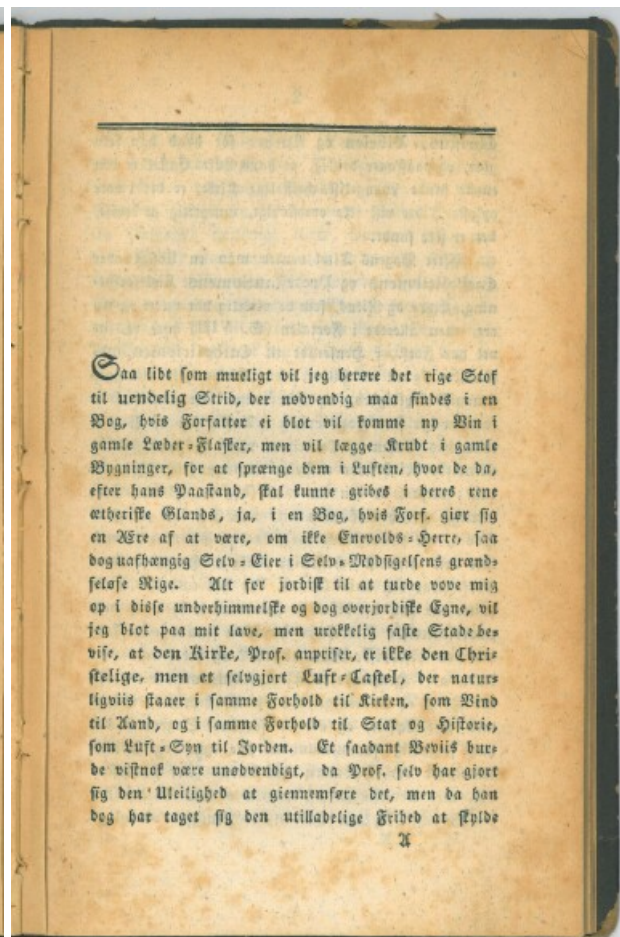 Saa lidt som mueligt vil jeg berøre det rige Stof
til uendelig Strid, der nødvendig maa findes i en
Bog, hvis Forfatter ei blot vil komme ny Vin i
gamle Læder-Flasker, men vil lægge Krudt i gamle
Bygninger, for at sprænge dem i Luften, hvor de da,
efter hans Paastand, skal kunne gribes i deres rene
ætheriske Glands, ja, i en Bog, hvis Forf. giør sig
en Ære af at være, om ikke Enevolds-Herre, saa
dog uafhængig Selv-Eier i Selv-Modsigelsens grænd-
seløse Rige. Alt for jordisk til at turde vove mig
op i disse underhimmelske og dog overjordiske Egne, vil
jeg blot paa mit lave, men urokkelig faste Stade be-
vise, at den Kirke, Prof. anpriser, er ikke den Chri-
stelige, men et selvgjort Luft-Castel, der natur-
ligviis staaer i samme Forhold til Kirken, som Vind
til Aand, og i samme Forhold til Stat og Historie,
som Luft-Syn til Jorden. Et saadant Beviis bur-
de vistnok være unødvendigt, da Prof. selv har gjort
sig den Uleilighed at giennemføre det, men da han
dog har taget sig den utilladelige Frihed at skylde
A